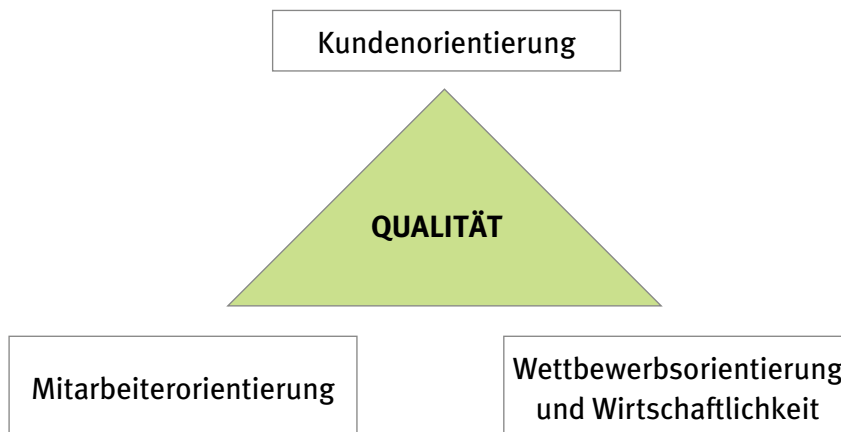 Kundenorientierung
QUALITÄT
Mitarbeiterorientierung
Wettbewerbsorientierung
und Wirtschaftlichkeit